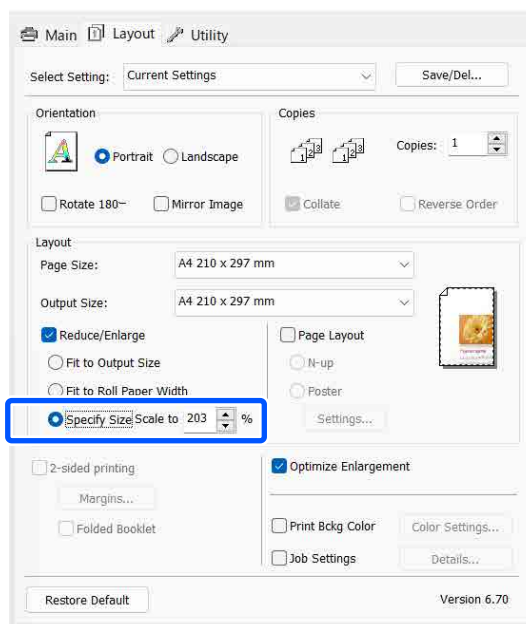 Main Layout Utility
Select Setting: Current Settings Save/Del...
Orientation
Portrait Landscape
Rotate 180° Mirror Image
Copies
Copies: 1
Collate Reverse Order
Layout
Page Size: A4 210 x 297 mm
Output Size: A4 210 x 297 mm
Reduce/Enlarge
Fit to Output Size
Fit to Roll Paper Width
Specify Size Scale to 203 %
Page Layout
N-up
Poster
Settings...
2-sided printing
Margins...
Folded Booklet
Optimize Enlargement
Print Bckg Color Color Settings...
Job Settings Details...
Restore Default Version 6.70